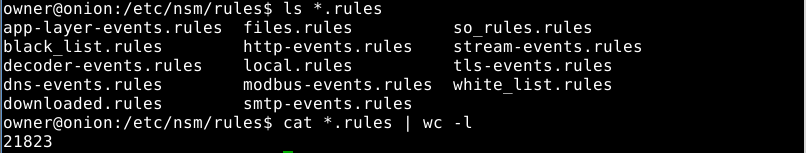 owner@onion:/etc/nsm/rules$ ls *.rules
app-layer-events.rules  files.rules          so_rules.rules
black_list.rules        http-events.rules    stream-events.rules
decoder-events.rules    local.rules          tls-events.rules
dns-events.rules        modbus-events.rules  white_list.rules
downloaded.rules        smtp-events.rules
owner@onion:/etc/nsm/rules$ cat *.rules | wc -l
21823